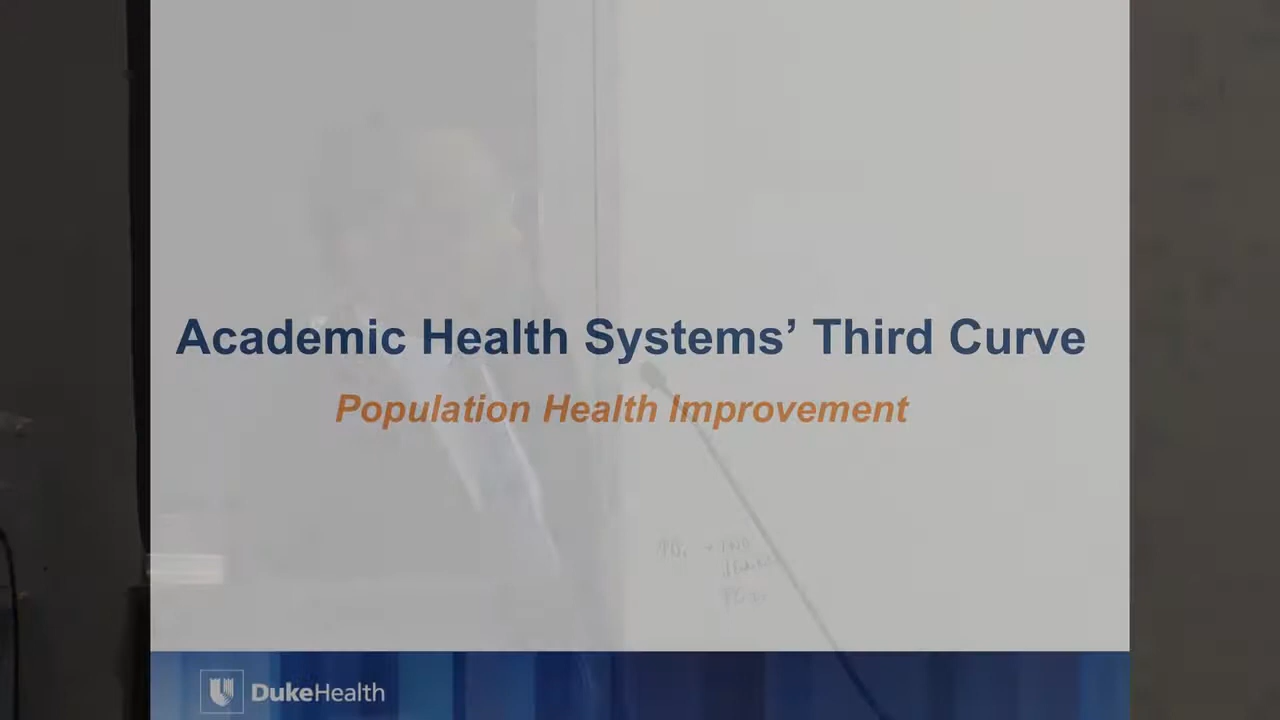 Academic Health Systems’ Third Curve
Population Health Improvement
DukeHealth